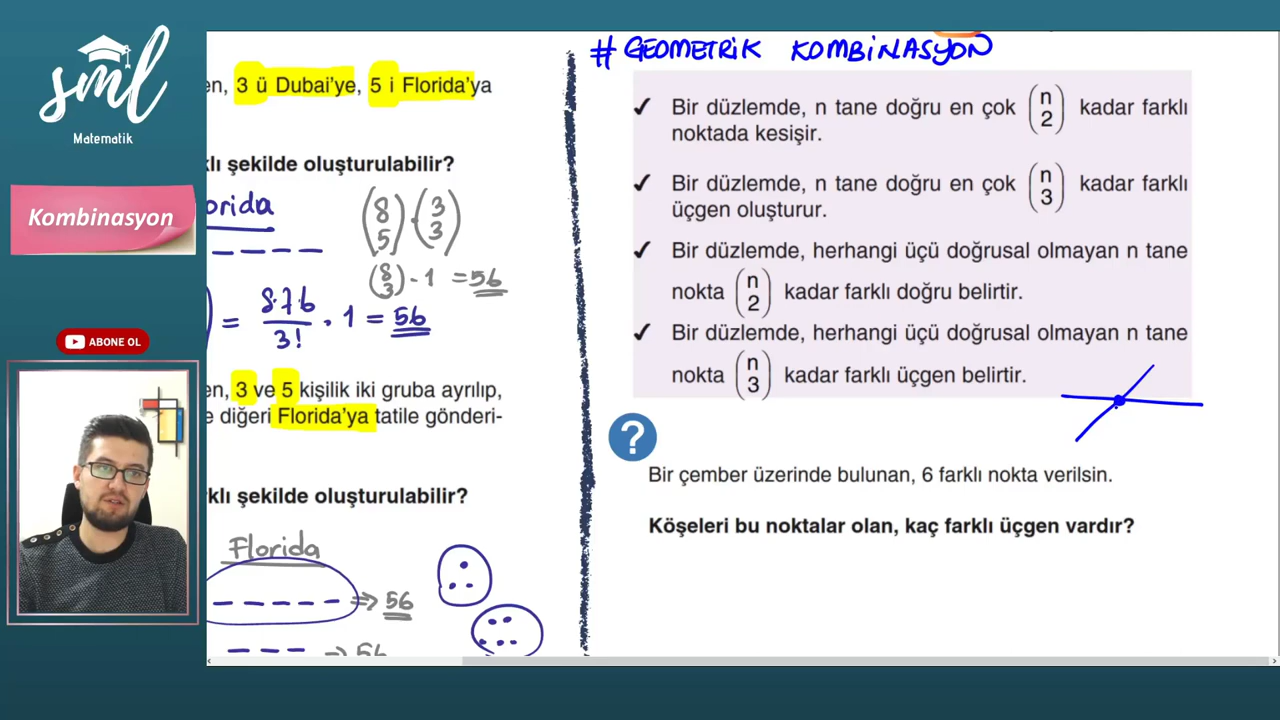 sml
Matematik
Kombinasyon
ABONE OL
en, 3 ü Dubai'ye, 5 i Florida'ya
klı şekilde oluşturulabilir?
orida
(8 5) · (3 3)
(8 3) · 1 = 56
= 8·7·6 / 3! · 1 = 56
en, 3 ve 5 kişilik iki gruba ayrılıp,
e diğeri Florida'ya tatile gönderi-
rklı şekilde oluşturulabilir?
Florida
⇒ 56
⇒ 56
# GEOMETRİK KOMBİNASYON
✓ Bir düzlemde, n tane doğru en çok (n 2) kadar farklı
noktada kesişir.
✓ Bir düzlemde, n tane doğru en çok (n 3) kadar farklı
üçgen oluşturur.
✓ Bir düzlemde, herhangi üçü doğrusal olmayan n tane
nokta (n 2) kadar farklı doğru belirtir.
✓ Bir düzlemde, herhangi üçü doğrusal olmayan n tane
nokta (n 3) kadar farklı üçgen belirtir.
?
Bir çember üzerinde bulunan, 6 farklı nokta verilsin.
Köşeleri bu noktalar olan, kaç farklı üçgen vardır?